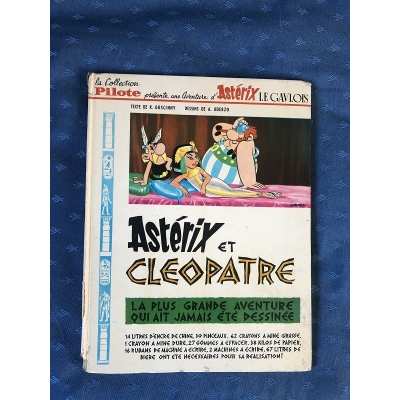 la Collection
Pilote présente une Aventure d'Astérix LE GAULOIS
TEXTE DE R. GOSCINNY DESSINS DE A. UDERZO
Astérix ET
CLEOPATRE
LA PLUS GRANDE AVENTURE
QUI AIT JAMAIS ÉTÉ DESSINÉE
14 LITRES D'ENCRE DE CHINE, 30 PINCEAUX, 62 CRAYONS A MINE GRASSE,
1 CRAYON A MINE DURE, 27 GOMMES A EFFACER, 38 KILOS DE PAPIER,
16 RUBANS DE MACHINE A ECRIRE, 2 MACHINES A ECRIRE, 67 LITRES DE
BIERE ONT ÉTÉ NECESSAIRES POUR SA REALISATION!